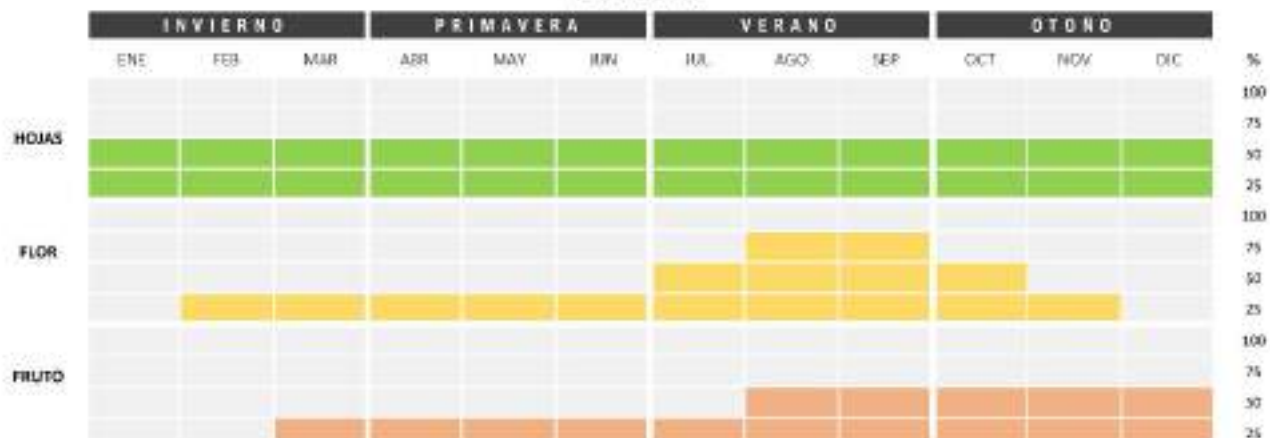 INVIERNO PRIMAVERA VERANO OTOÑO
ENE FEB MAR ABR MAY JUN JUL AGO SEP OCT NOV DIC %
100
75
HOJAS
50
25
100
FLOR 75
50
25
100
FRUTO 75
50
25